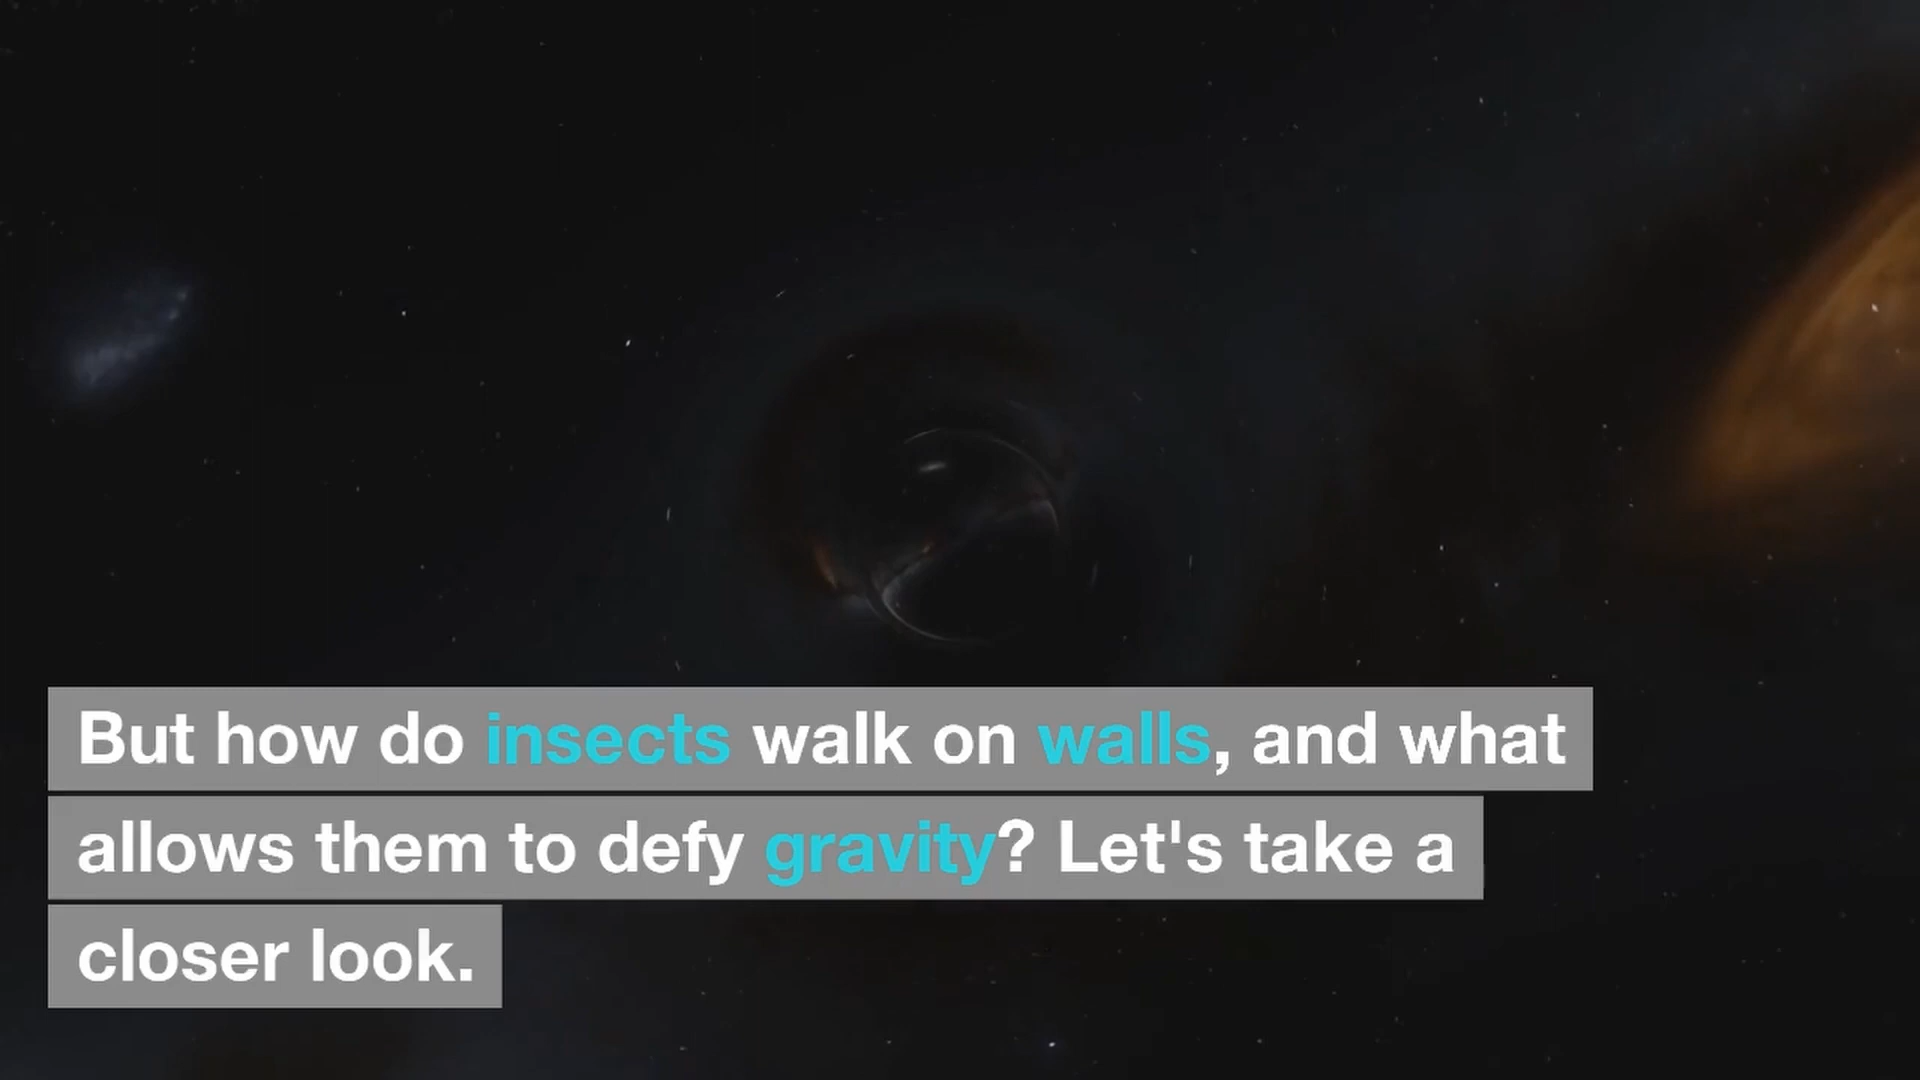 But how do insects walk on walls, and what
allows them to defy gravity? Let's take a
closer look.